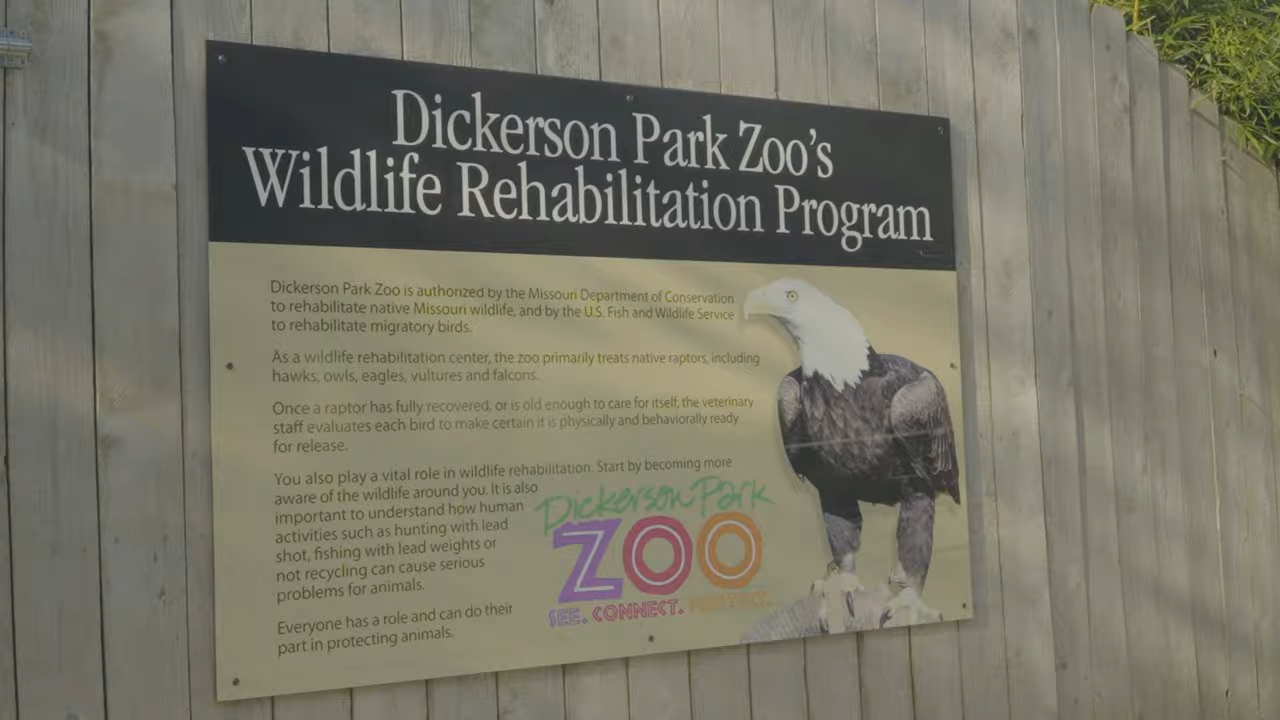 Dickerson Park Zoo's
Wildlife Rehabilitation Program
Dickerson Park Zoo is authorized by the Missouri Department of Conservation
to rehabilitate native Missouri wildlife, and by the U.S. Fish and Wildlife Service
to rehabilitate migratory birds.
As a wildlife rehabilitation center, the zoo primarily treats native raptors, including
hawks, owls, eagles, vultures and falcons.
Once a raptor has fully recovered, or is old enough to care for itself, the veterinary
staff evaluates each bird to make certain it is physically and behaviorally ready
for release.
You also play a vital role in wildlife rehabilitation. Start by becoming more
aware of the wildlife around you. It is also
important to understand how human
activities such as hunting with lead
shot, fishing with lead weights or
not recycling can cause serious
problems for animals.
Everyone has a role and can do their
part in protecting animals.
Dickerson Park
ZOO
SEE. CONNECT.